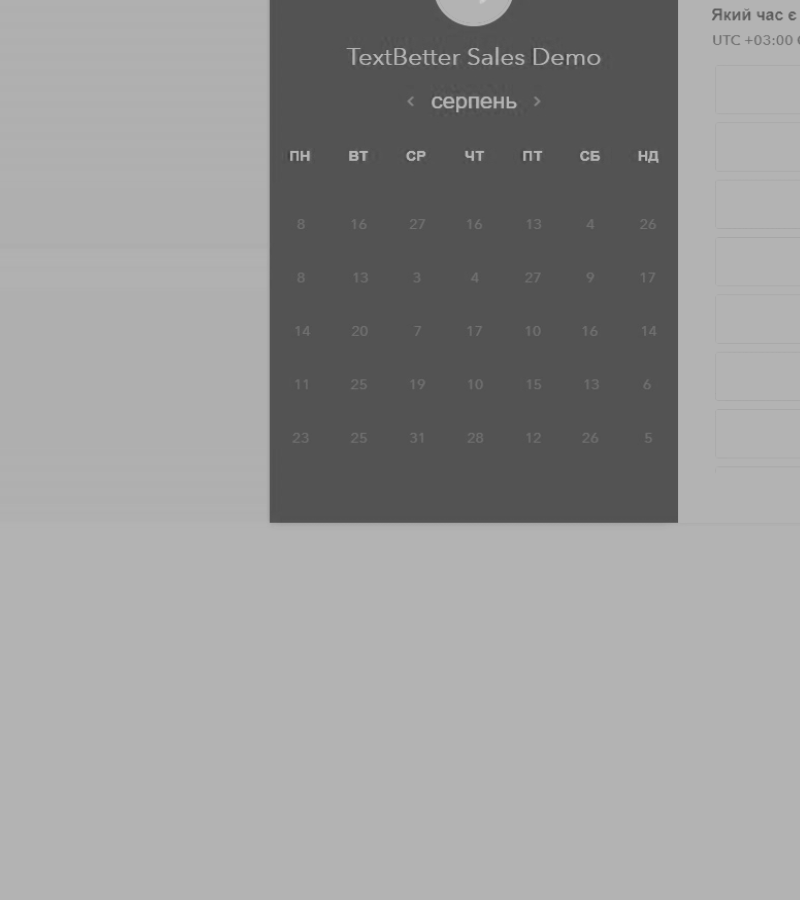 TextBetter Sales Demo
< серпень >
ПН ВТ СР ЧТ ПТ СБ НД
8 16 27 16 13 4 26
8 13 3 4 27 9 17
14 20 7 17 10 16 14
11 25 19 10 15 13 6
23 25 31 28 12 26 5
Який час є
UTC +03:00